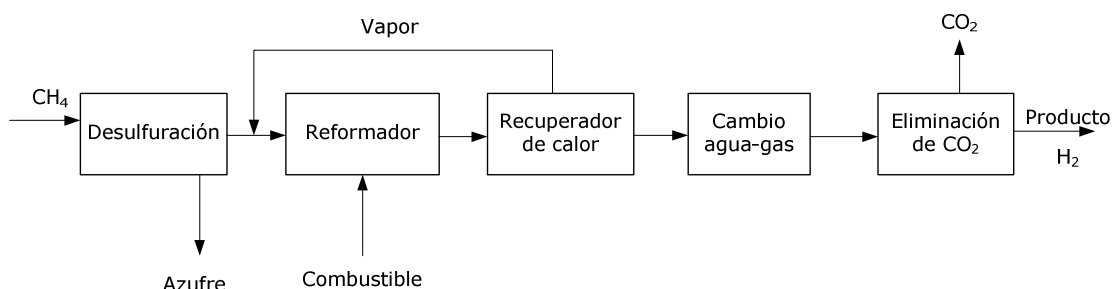 CO₂
Vapor
CH₄
Desulfuración
Reformador
Recuperador
de calor
Cambio
agua-gas
Eliminación
de CO₂
Producto
H₂
Azufre
Combustible